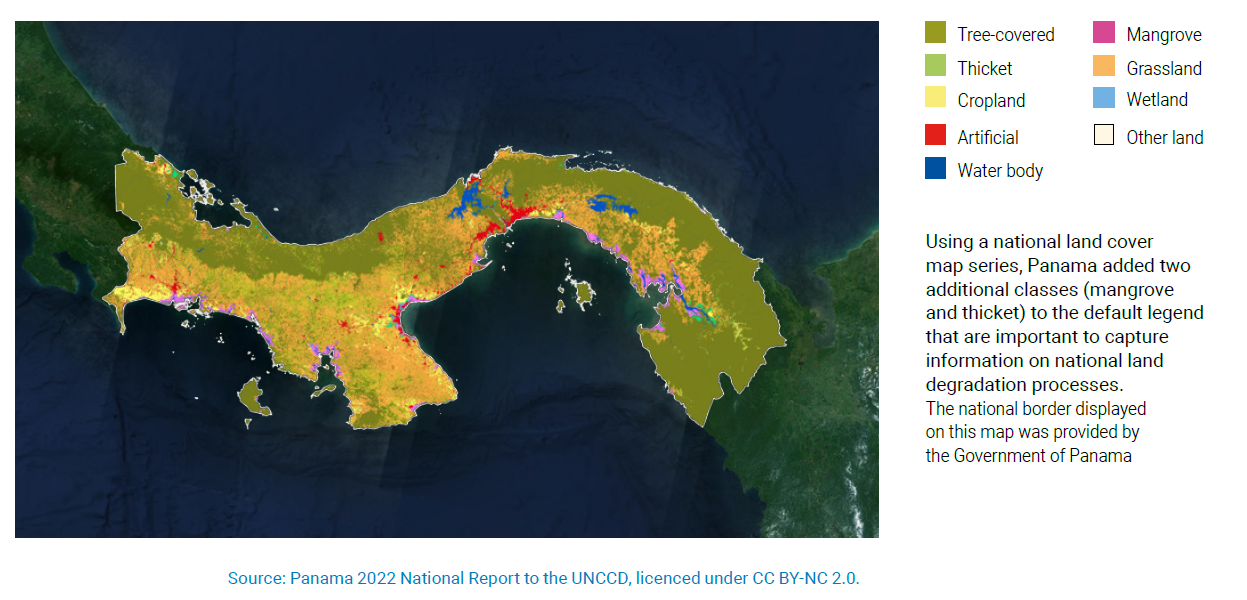 Tree-covered
Thicket
Cropland
Artificial
Water body
Mangrove
Grassland
Wetland
Other land
Using a national land cover
map series, Panama added two
additional classes (mangrove
and thicket) to the default legend
that are important to capture
information on national land
degradation processes.
The national border displayed
on this map was provided by
the Government of Panama
Source: Panama 2022 National Report to the UNCCD, licenced under CC BY-NC 2.0.